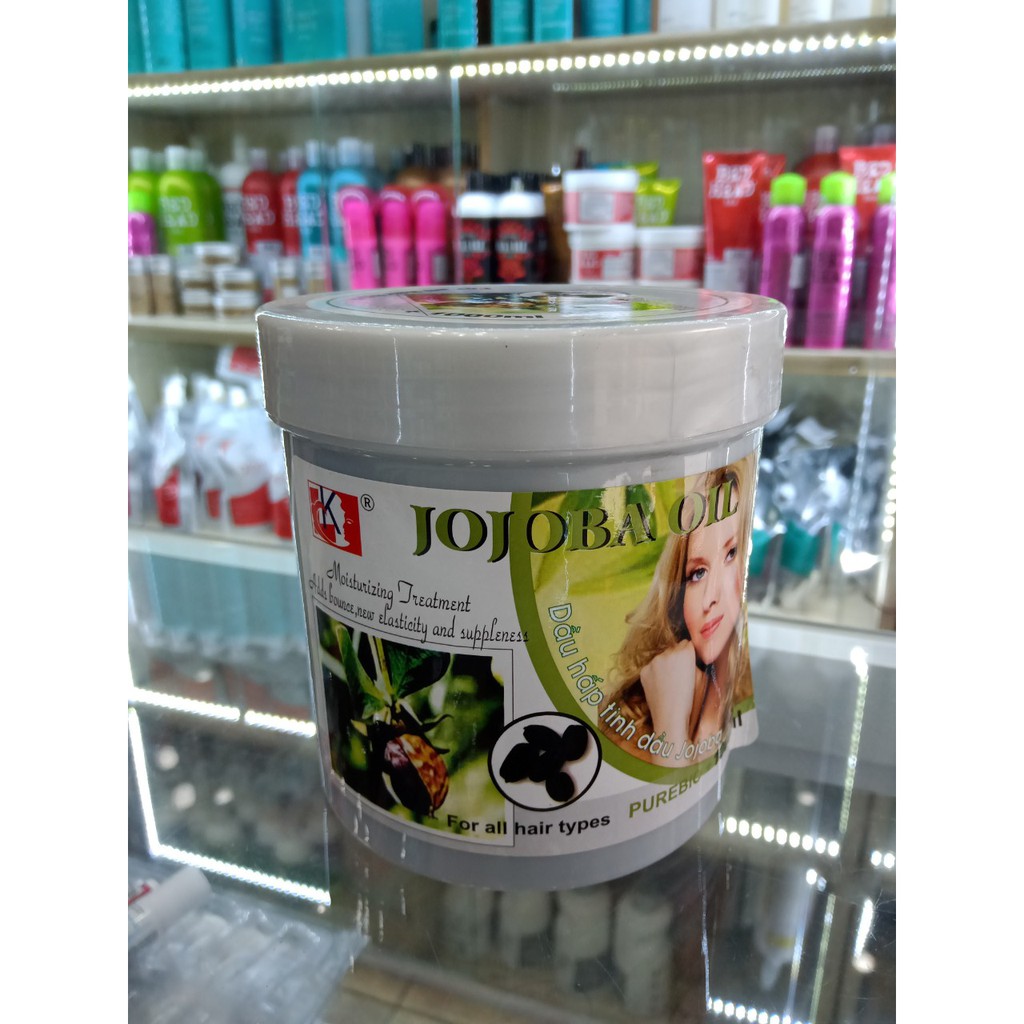 1000ml
K
®
JOJOBA OIL
Moisturizing Treatment
Adds bounce,new elasticity and suppleness
Dầu hấp tinh dầu Jojoba
For all hair types